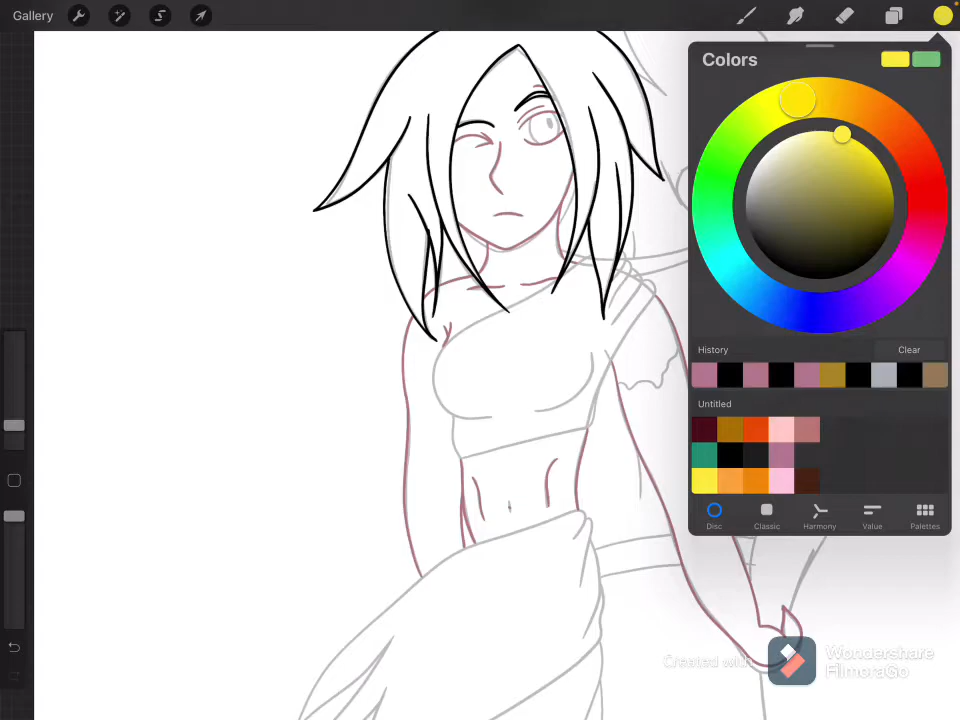 Gallery
Colors
History
Clear
Untitled
Disc
Classic
Harmony
Value
Palettes
Created with
Wondershare
FilmoraGo